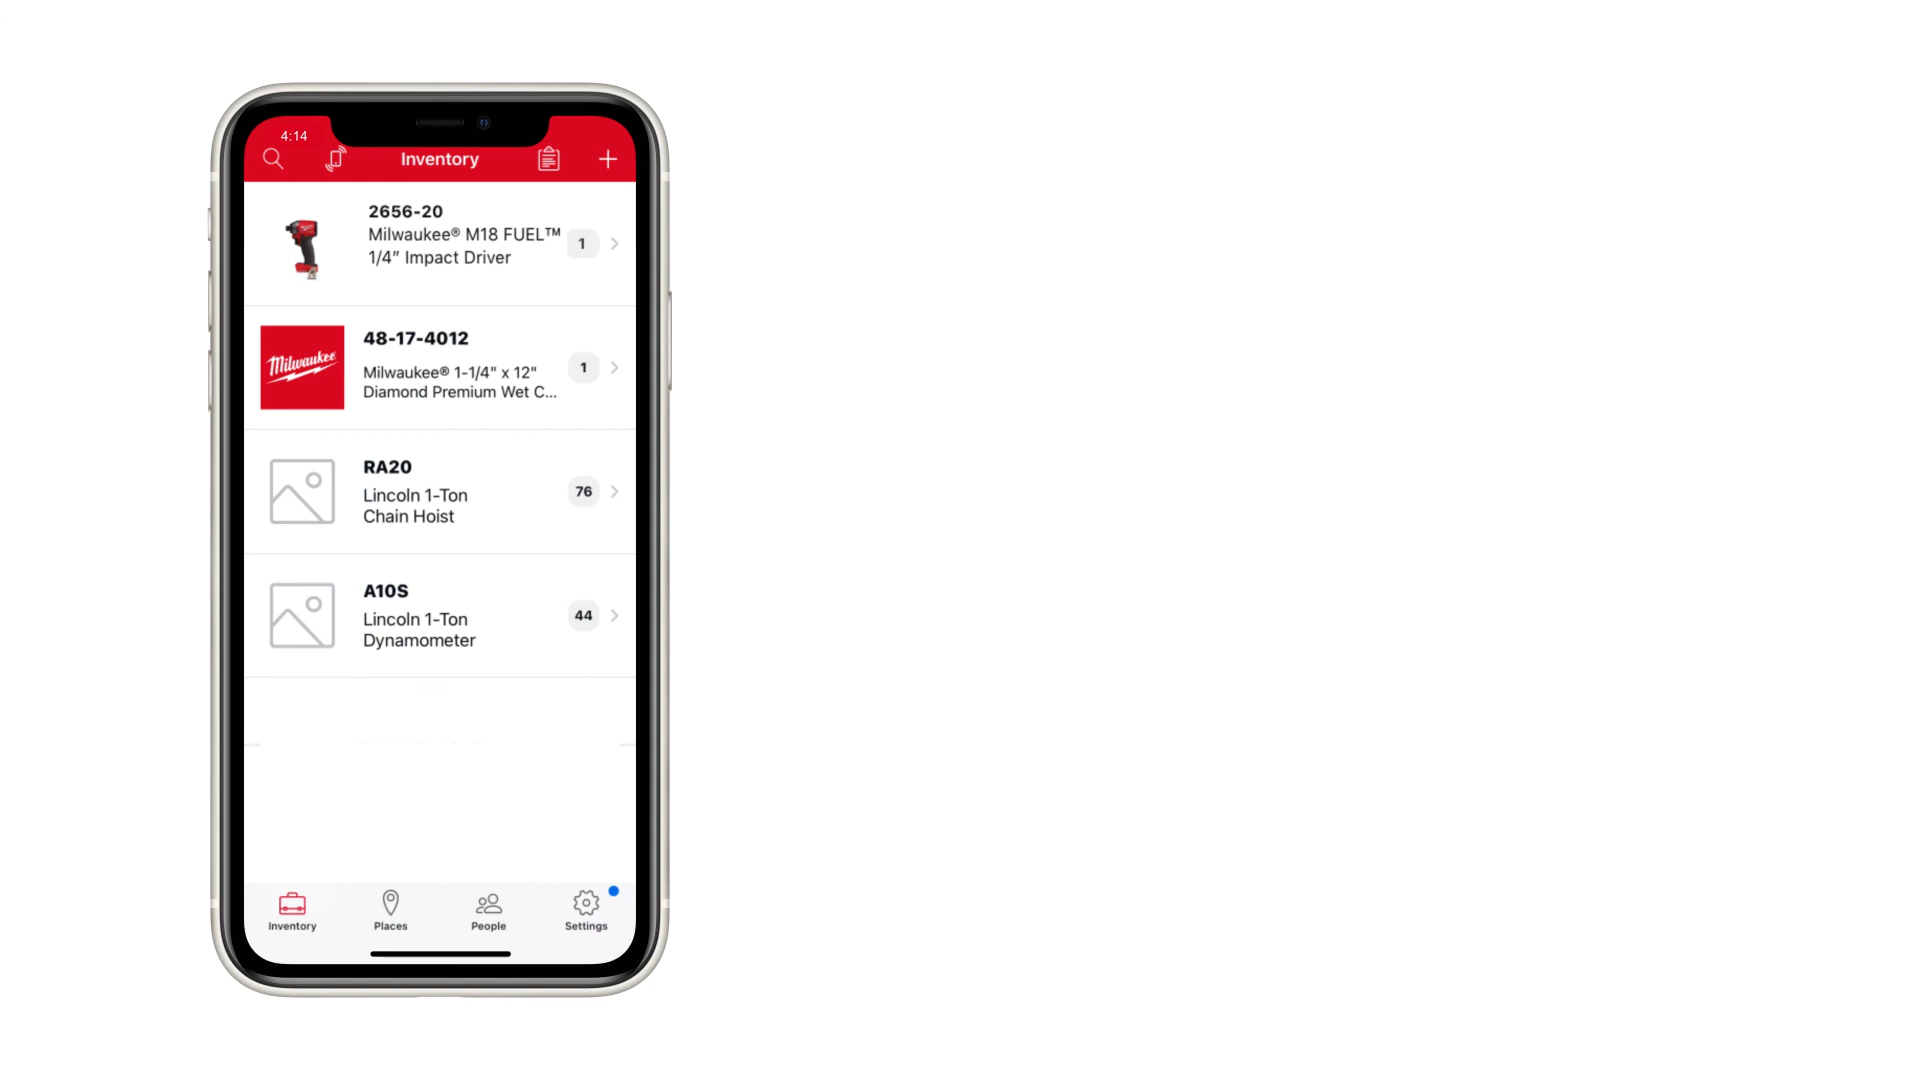 4:14
Inventory
2656-20
Milwaukee® M18 FUEL™
1/4” Impact Driver
1
Milwaukee
48-17-4012
Milwaukee® 1-1/4" x 12"
Diamond Premium Wet C...
1
RA20
Lincoln 1-Ton
Chain Hoist
76
A10S
Lincoln 1-Ton
Dynamometer
44
Inventory
Places
People
Settings